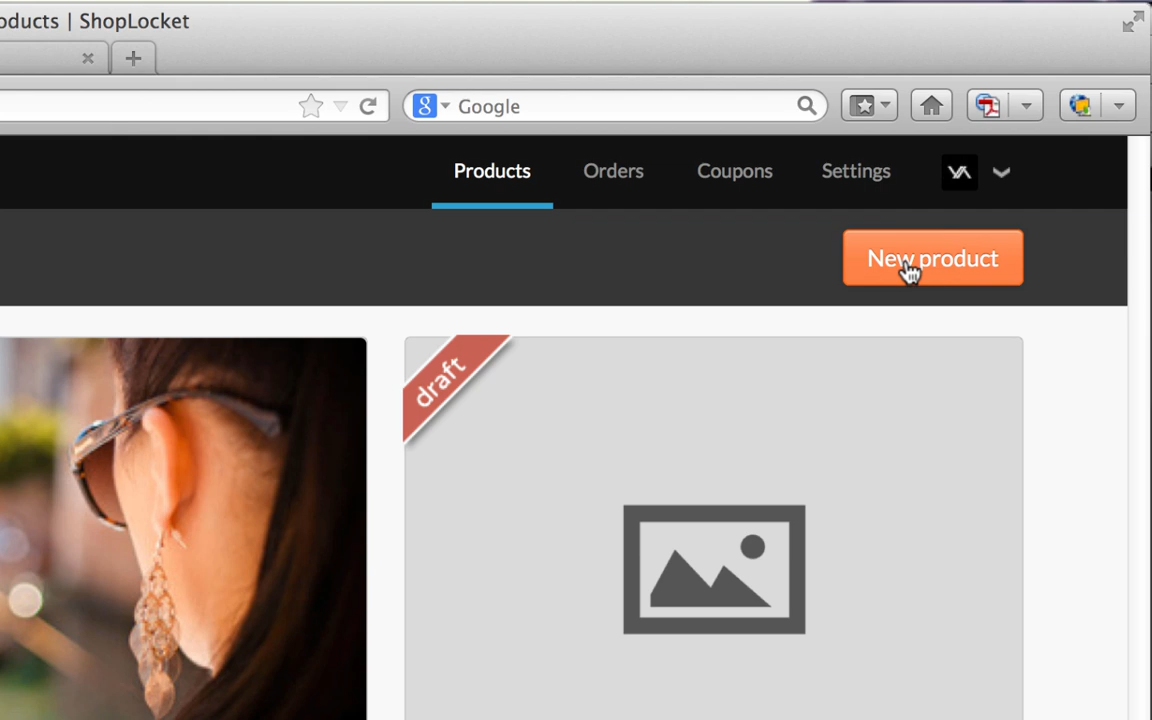 oducts | ShopLocket
Google
Products
Orders
Coupons
Settings
New product
draft